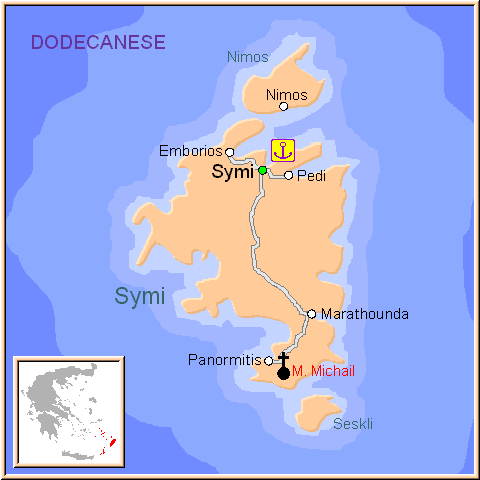 DODECANESE
Nimos
Nimos
Emborios
Symi
Pedi
Symi
Marathounda
Panormitis
M. Michail
Seskli